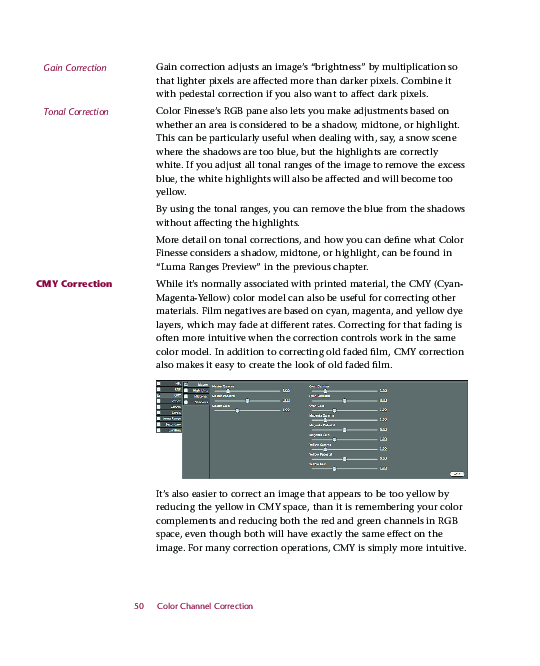 Gain Correction
Gain correction adjusts an image's “brightness” by multiplication so
that lighter pixels are affected more than darker pixels. Combine it
with pedestal correction if you also want to affect dark pixels.
Tonal Correction
Color Finesse's RGB pane also lets you make adjustments based on
whether an area is considered to be a shadow, midtone, or highlight.
This can be particularly useful when dealing with, say, a snow scene
where the shadows are too blue, but the highlights are correctly
white. If you adjust all tonal ranges of the image to remove the excess
blue, the white highlights will also be affected and will become too
yellow.
By using the tonal ranges, you can remove the blue from the shadows
without affecting the highlights.
More detail on tonal corrections, and how you can define what Color
Finesse considers a shadow, midtone, or highlight, can be found in
“Luma Ranges Preview” in the previous chapter.
CMY Correction
While it's normally associated with printed material, the CMY (Cyan-
Magenta-Yellow) color model can also be useful for correcting other
materials. Film negatives are based on cyan, magenta, and yellow dye
layers, which may fade at different rates. Correcting for that fading is
often more intuitive when the correction controls work in the same
color model. In addition to correcting old faded film, CMY correction
also makes it easy to create the look of old faded film.
It's also easier to correct an image that appears to be too yellow by
reducing the yellow in CMY space, than it is remembering your color
complements and reducing both the red and green channels in RGB
space, even though both will have exactly the same effect on the
image. For many correction operations, CMY is simply more intuitive.
50 Color Channel Correction